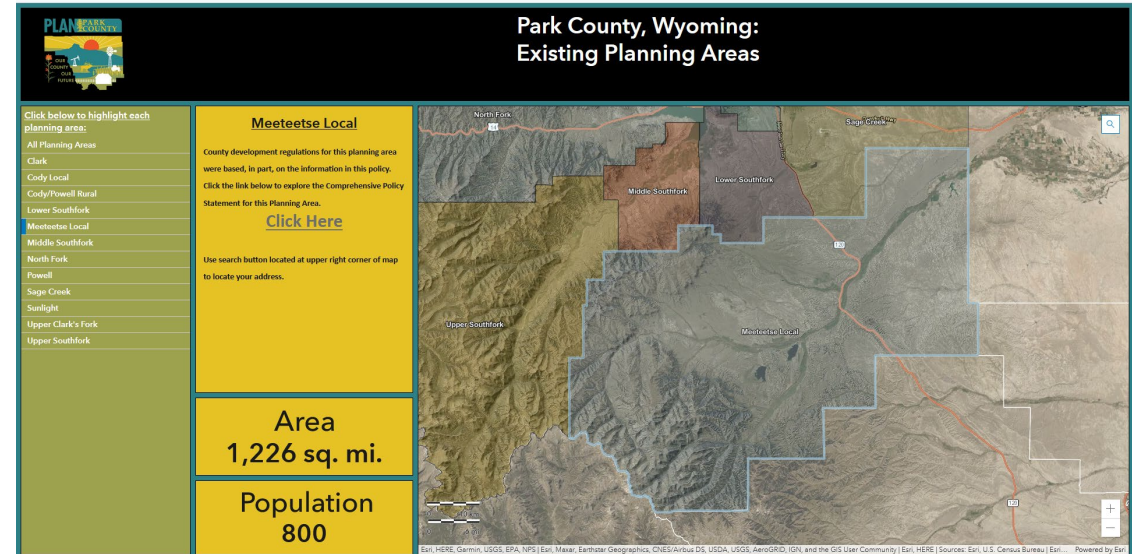 PLAN PARK
COUNTY
OUR
COUNTY
OUR
FUTURE
Park County, Wyoming:
Existing Planning Areas
Click below to highlight each
planning area:
All Planning Areas
Clark
Cody Local
Cody/Powell Rural
Lower Southfork
Meeteetse Local
Middle Southfork
North Fork
Powell
Sage Creek
Sunlight
Upper Clark's Fork
Upper Southfork
Meeteetse Local
County development regulations for this planning area
were based, in part, on the information in this policy.
Click the link below to explore the Comprehensive Policy
Statement for this Planning Area.
Click Here
Use search button located at upper right corner of map
to locate your address.
Area
1,226 sq. mi.
Population
800
North Fork
14
Sage Creek
Middle Southfork
Lower Southfork
120
Upper Southfork
Meeteetse Local
120
+
−
Esri, HERE, Garmin, USGS, EPA, NPS | Esri, Maxar, Earthstar Geographics, CNES/Airbus DS, USDA, USGS, AeroGRID, IGN, and the GIS User Community | Esri, HERE | Sources: Esri, U.S. Census Bureau | Esri... Powered by Esri